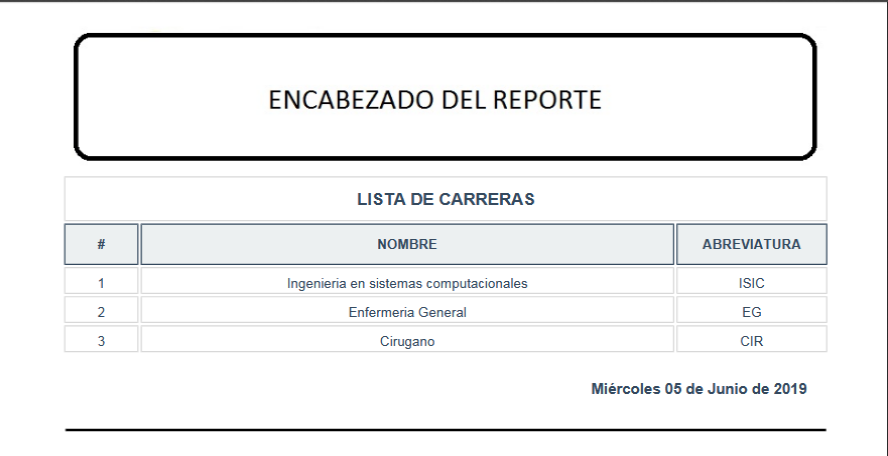 ENCABEZADO DEL REPORTE
LISTA DE CARRERAS
# NOMBRE ABREVIATURA
1 Ingenieria en sistemas computacionales ISIC
2 Enfermeria General EG
3 Cirugano CIR
Miércoles 05 de Junio de 2019